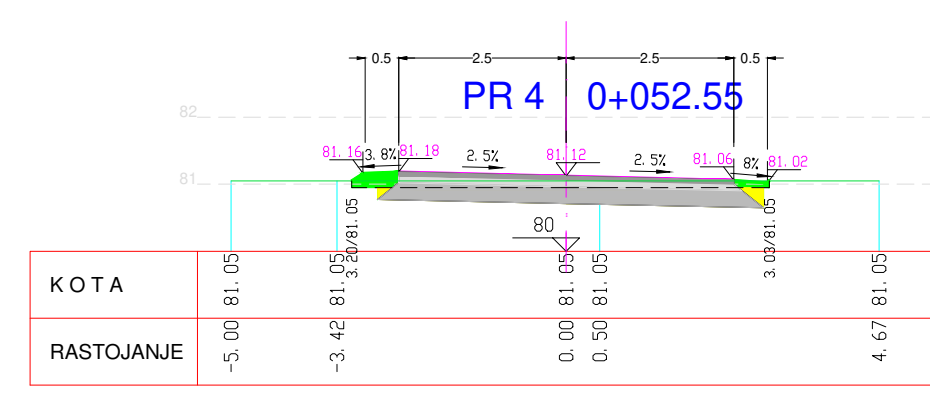 0.5 2.5 2.5 0.5
PR 4 0+052.55
82
81.16 3.8% 81.18 2.5% 81.12 2.5% 81.06 8% 81.02
81
3.20/81.05 3.03/81.05
80
KOTA 81.05 81.05 81.05 81.05 81.05
RASTOJANJE -5.00 -3.42 0.00 0.50 4.67